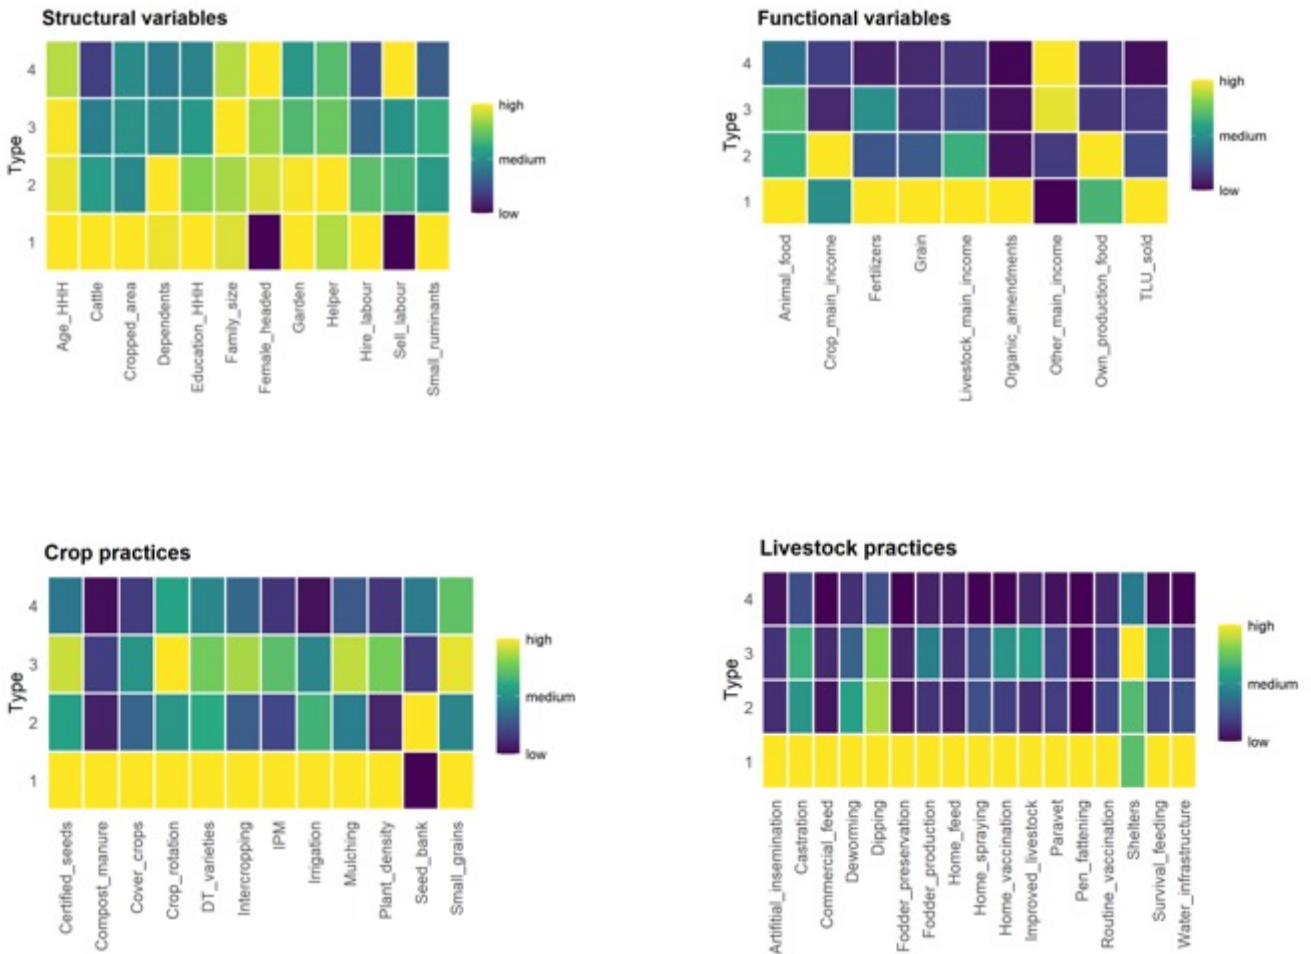 Structural variables
Type
4
3
2
1
Age_HHH
Cattle
Cropped_area
Dependents
Education_HHH
Family_size
Female_headed
Garden
Helper
Hire_labour
Sell_labour
Small_ruminants
high
medium
low
Functional variables
Type
4
3
2
1
Animal_food
Crop_main_income
Fertilizers
Grain
Livestock_main_income
Organic_amendments
Other_main_income
Own_production_food
TLU_sold
high
medium
low
Crop practices
Type
4
3
2
1
Certified_seeds
Compost_manure
Cover_crops
Crop_rotation
DT_varieties
Intercropping
IPM
Irrigation
Mulching
Plant_density
Seed_bank
Small_grains
high
medium
low
Livestock practices
Type
4
3
2
1
Artifitial_insemination
Castration
Commercial_feed
Deworming
Dipping
Fodder_preservation
Fodder_production
Home_feed
Home_spraying
Home_vaccination
Improved_livestock
Paravet
Pen_fattening
Routine_vaccination
Shelters
Survival_feeding
Water_infrastructure
high
medium
low